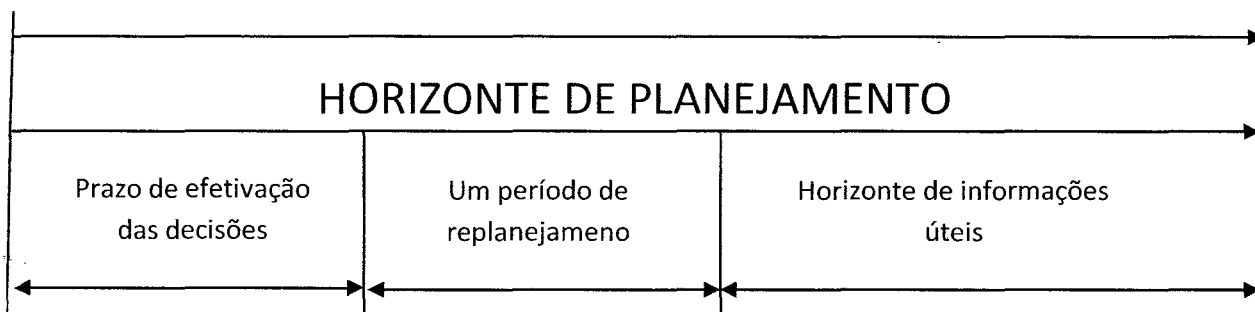 HORIZONTE DE PLANEJAMENTO
Prazo de efetivação
das decisões
Um período de
replanejameno
Horizonte de informações
úteis